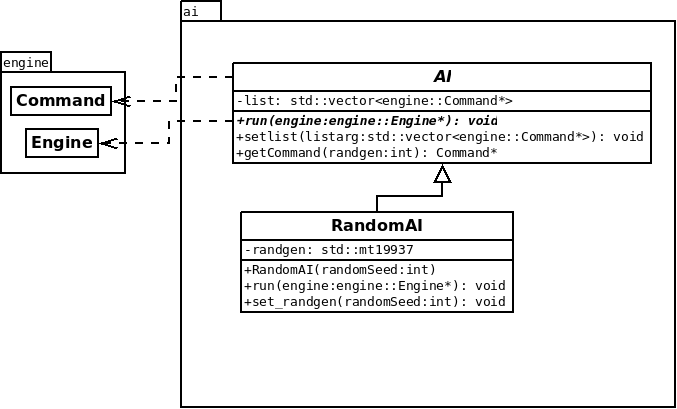 ai
engine
Command
Engine
AI
-list: std::vector<engine::Command*>
+run(engine:engine::Engine*): void
+setlist(listarg:std::vector<engine::Command*>): void
+getCommand(randgen:int): Command*
RandomAI
-randgen: std::mt19937
+RandomAI(randomSeed:int)
+run(engine:engine::Engine*): void
+set_randgen(randomSeed:int): void